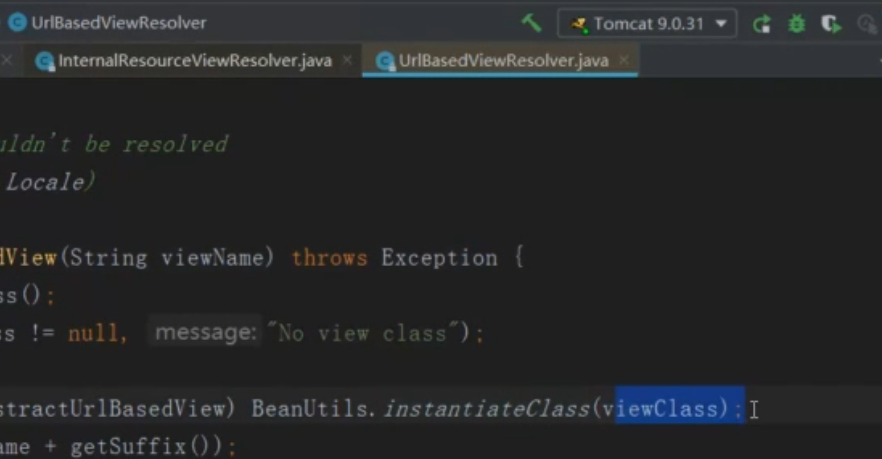 UrlBasedViewResolver Tomcat 9.0.31
InternalResourceViewResolver.java UrlBasedViewResolver.java
uldn't be resolved
Locale)
dView(String viewName) throws Exception {
ss();
ss != null, message: "No view class");
stractUrlBasedView) BeanUtils.instantiateClass(viewClass);
ame + getSuffix());